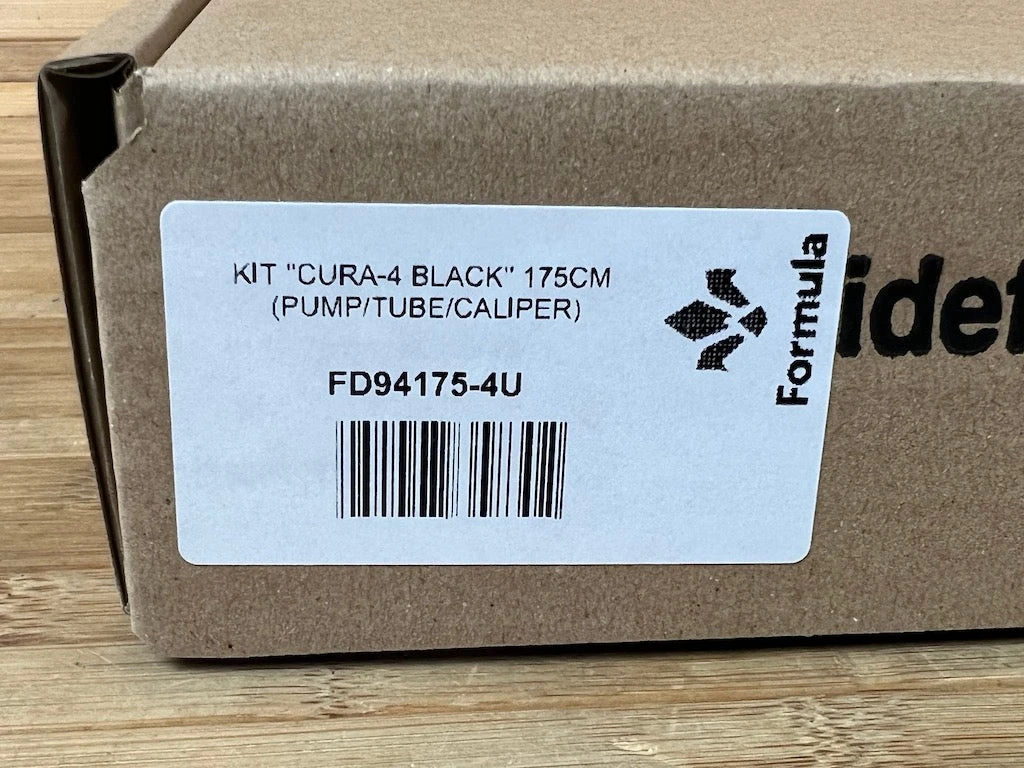 KIT "CURA-4 BLACK" 175CM
(PUMP/TUBE/CALIPER)
FD94175-4U
Formula